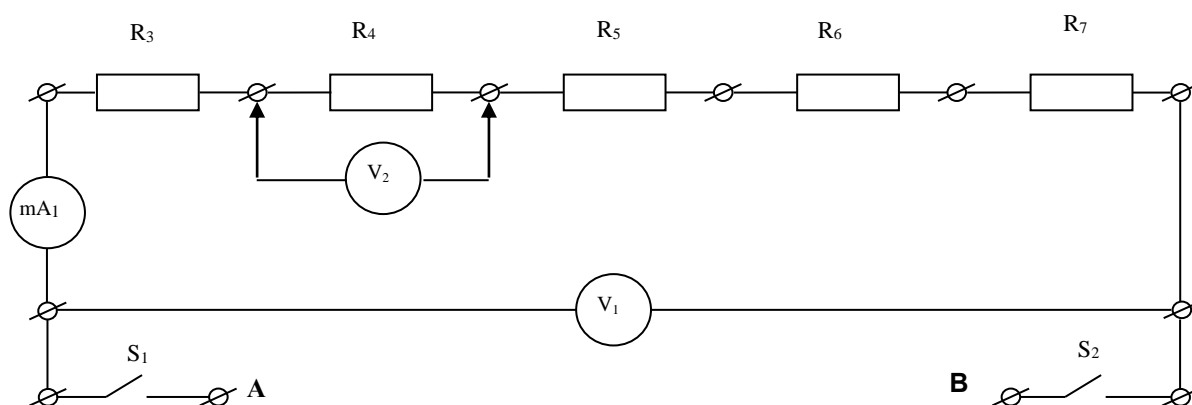 R₃ R₄ R₅ R₆ R₇
V₂
mA₁
V₁
S₁ A B S₂